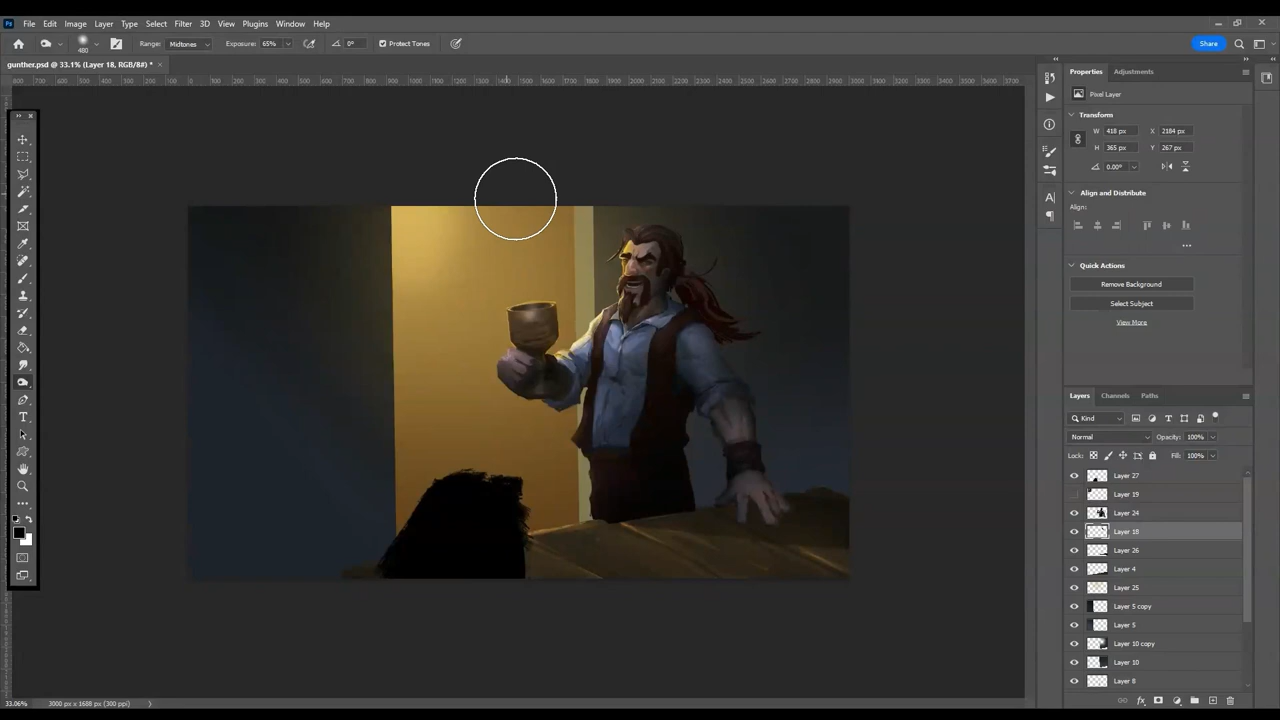 Ps File Edit Image Layer Type Select Filter 3D View Plugins Window Help
480 Range: Midtones Exposure: 65% 0° Protect Tones Share
gunther.psd @ 33.1% (Layer 18, RGB/8#) * ×
Properties Adjustments
Pixel Layer
Transform
W 418 px X 2184 px
H 365 px Y 267 px
0.00°
Align and Distribute
Align:
Quick Actions
Remove Background
Select Subject
View More
Layers Channels Paths
Kind
Normal Opacity: 100%
Lock: Fill: 100%
Layer 27
Layer 19
Layer 24
Layer 18
Layer 26
Layer 4
Layer 25
Layer 5 copy
Layer 5
Layer 10 copy
Layer 10
Layer 8
33.06% 3000 px x 1688 px (300 ppi)